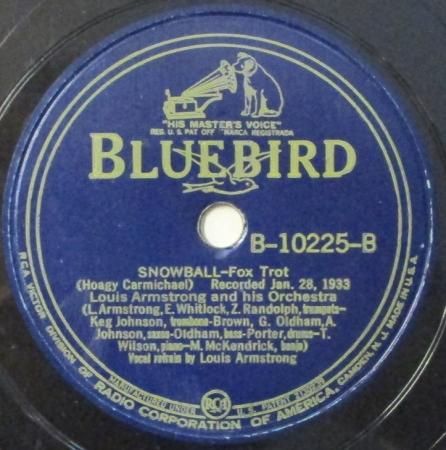 "HIS MASTER'S VOICE"
REG. U.S. PAT OFF MARCA REGISTRADA
BLUEBIRD
B-10225-B
SNOWBALL-Fox Trot
(Hoagy Carmichael) Recorded Jan. 28, 1933
Louis Armstrong and his Orchestra
(L. Armstrong, E. Whitlock, Z. Randolph, trumpets-
Keg Johnson, trombone-Brown, G. Oldham, A.
Johnson, saxes-Oldham, bass-Porter, drums-T.
Wilson, piano-M. McKendrick, banjo)
Vocal refrain by Louis Armstrong
MANUFACTURED UNDER RCA U.S. PATENT
R.C.A. VICTOR DIVISION OF RADIO CORPORATION OF AMERICA, CAMDEN, N.J. MADE IN U.S.A.